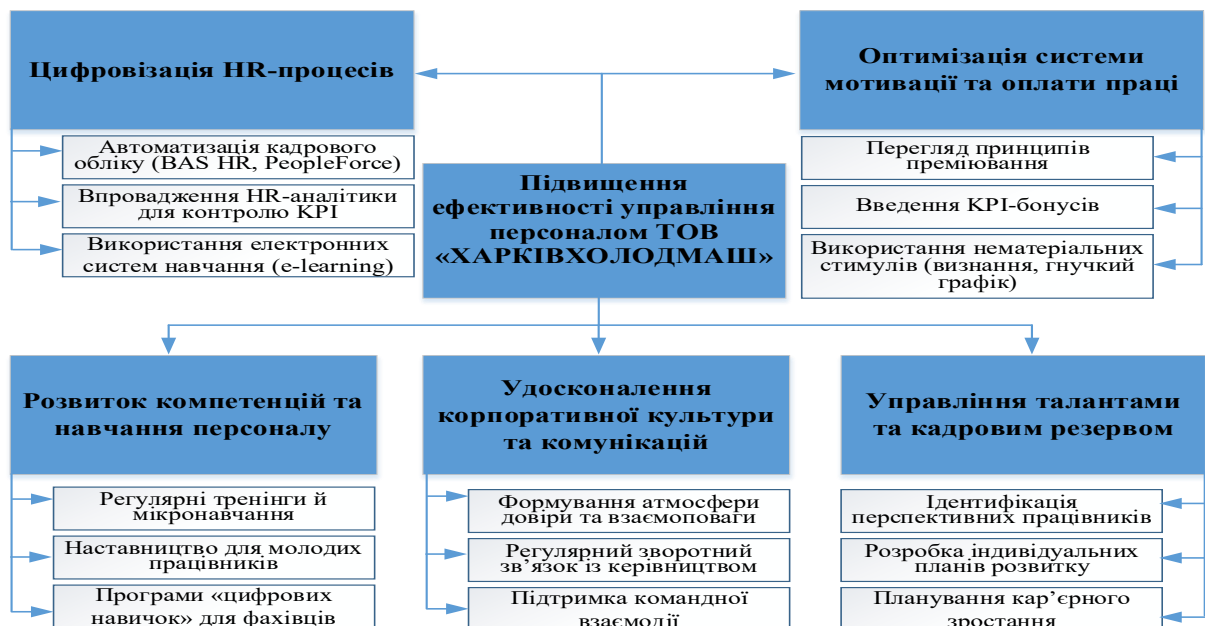 Цифровізація HR-процесів
Автоматизація кадрового
обліку (BAS HR, PeopleForce)
Впровадження HR-аналітики
для контролю KPI
Використання електронних
систем навчання (e-learning)
Підвищення
ефективності управління
персоналом ТОВ
«ХАРКІВХОЛОДМАШ»
Оптимізація системи
мотивації та оплати праці
Перегляд принципів
преміювання
Введення KPI-бонусів
Використання нематеріальних
стимулів (визнання, гнучкий
графік)
Розвиток компетенцій та
навчання персоналу
Регулярні тренінги й
мікронавчання
Наставництво для молодих
працівників
Програми «цифрових
навичок» для фахівців
Удосконалення
корпоративної культури
та комунікацій
Формування атмосфери
довіри та взаємоповаги
Регулярний зворотний
зв’язок із керівництвом
Підтримка командної
взаємодії
Управління талантами
та кадровим резервом
Ідентифікація
перспективних працівників
Розробка індивідуальних
планів розвитку
Планування кар’єрного
зростання